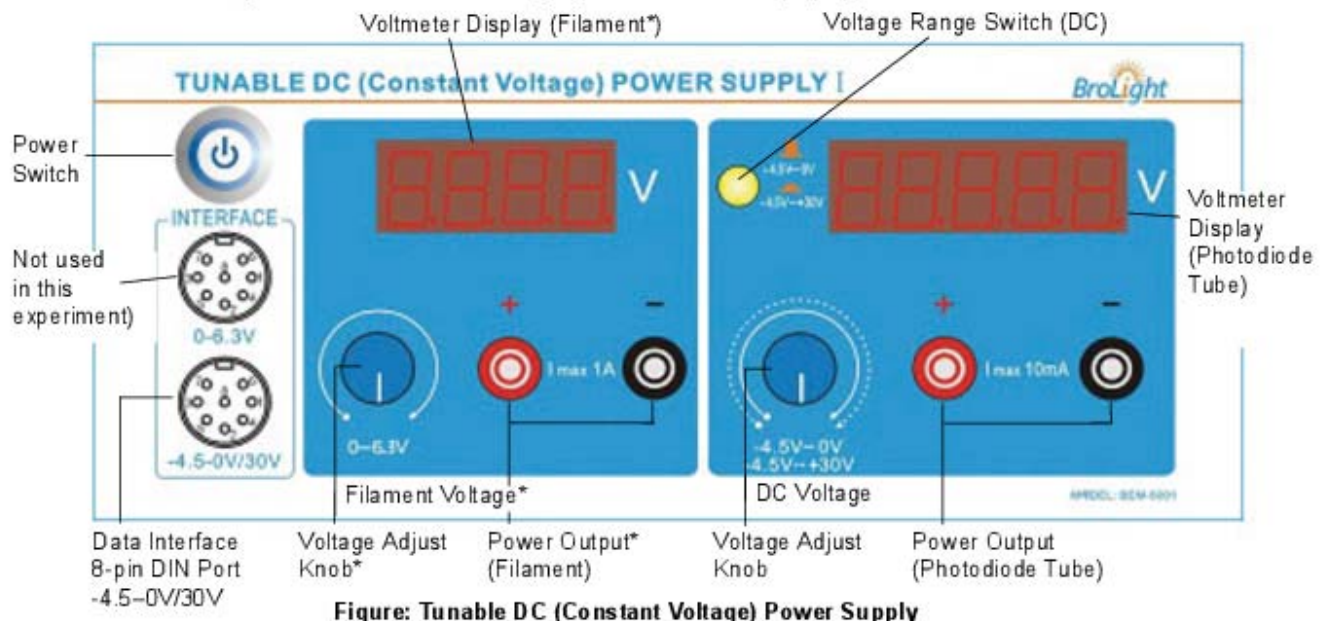 Voltmeter Display (Filament*)
Voltage Range Switch (DC)
TUNABLE DC (Constant Voltage) POWER SUPPLY I
BroLight
Power
Switch
V
-4.5V~0V
-4.5V~+30V
V
INTERFACE
Voltmeter
Display
(Photodiode
Tube)
Not used
in this
experiment)
0-6.3V
+
-
I max 1A
+
-
I max 10mA
-4.5-0V/30V
0-6.3V
-4.5V~0V
-4.5V~+30V
Filament Voltage*
DC Voltage
Data Interface
8-pin DIN Port
-4.5–0V/30V
Voltage Adjust
Knob*
Power Output*
(Filament)
Voltage Adjust
Knob
Power Output
(Photodiode Tube)
Figure: Tunable DC (Constant Voltage) Power Supply